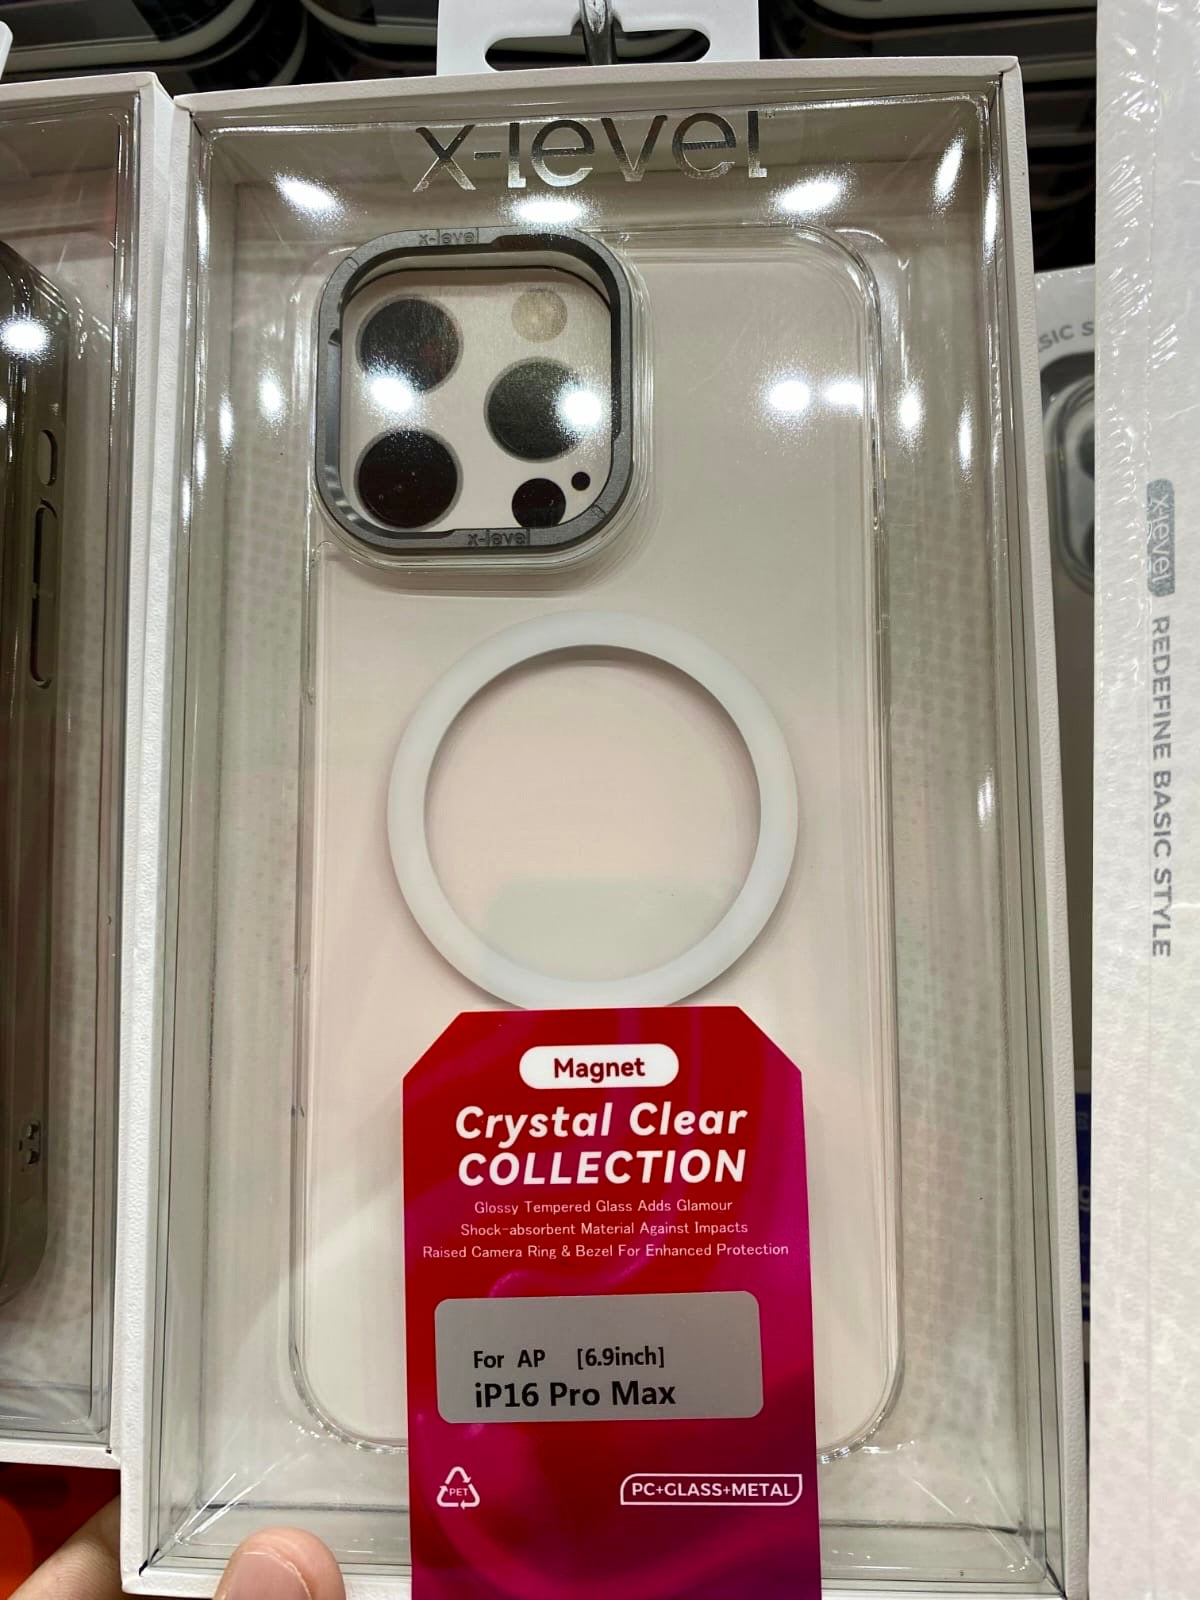 x-level
x-level
x-level
Magnet
Crystal Clear
COLLECTION
Glossy Tempered Glass Adds Glamour
Shock-absorbent Material Against Impacts
Raised Camera Ring & Bezel For Enhanced Protection
For AP [6.9inch]
iP16 Pro Max
PET
PC+GLASS+METAL
x-level
REDEFINE BASIC STYLE